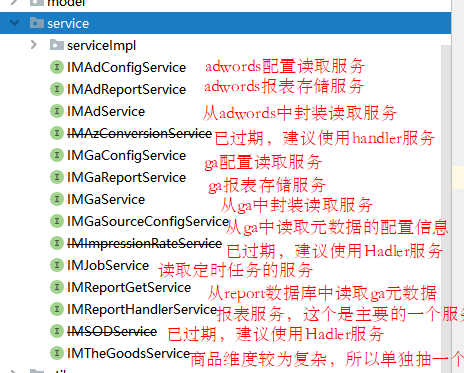 model
service
serviceImpl
IMAdConfigService adwords配置读取服务
IMAdReportService adwords报表存储服务
IMAdService 从adwords中封装读取服务
IMAzConversionService 已过期，建议使用handler服务
IMGaConfigService ga配置读取服务
IMGaReportService ga报表存储服务
IMGaService 从ga中封装读取服务
IMGaSourceConfigService 从ga中读取元数据的配置信息
IMImpressionRateService 已过期，建议使用Hadler服务
IMJobService 读取定时任务的服务
IMReportGetService 从report数据库中读取ga元数据
IMReportHandlerService 报表服务，这个是主要的一个服
IMSODService 已过期，建议使用Hadler服务
IMTheGoodsService 商品维度较为复杂，所以单独抽一个